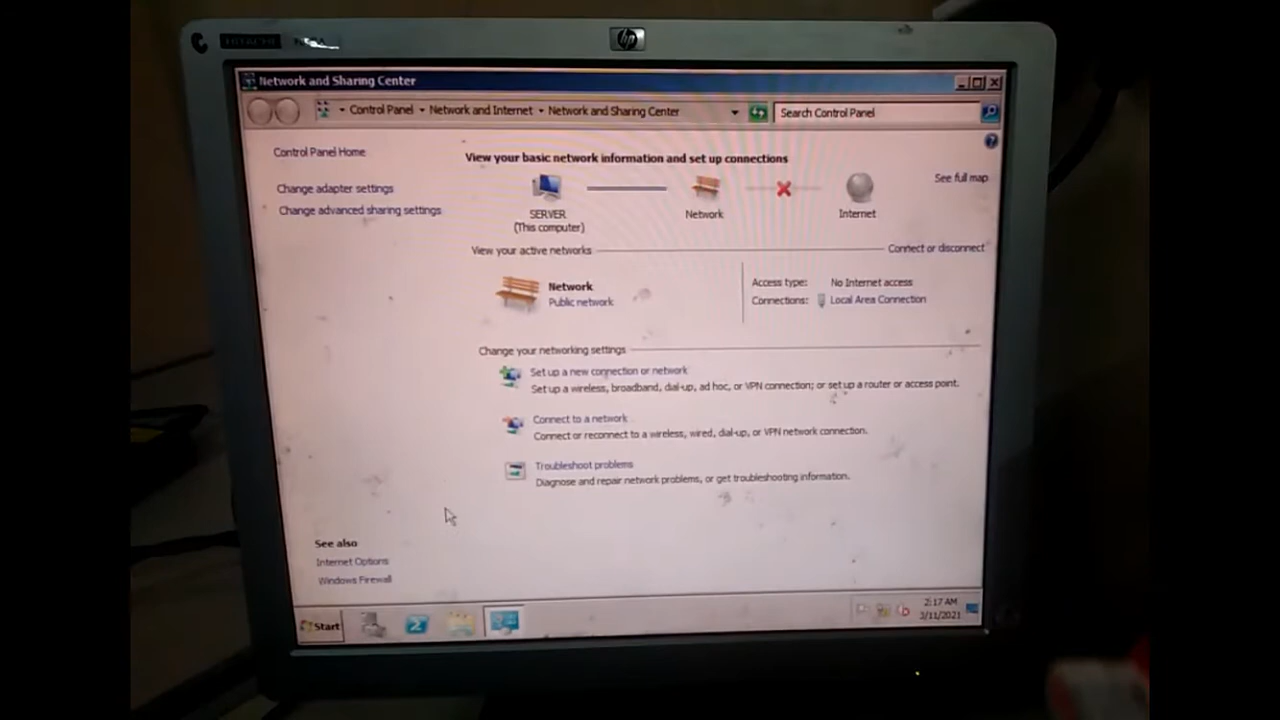 hp
Network and Sharing Center
Control Panel Network and Internet Network and Sharing Center
Search Control Panel
Control Panel Home
Change adapter settings
Change advanced sharing settings
View your basic network information and set up connections
See full map
SERVER
(This computer)
Network
Internet
View your active networks
Connect or disconnect
Network
Public network
Access type: No Internet access
Connections: Local Area Connection
Change your networking settings
Set up a new connection or network
Set up a wireless, broadband, dial-up, ad hoc, or VPN connection; or set up a router or access point.
Connect to a network
Connect or reconnect to a wireless, wired, dial-up, or VPN network connection.
Troubleshoot problems
Diagnose and repair network problems, or get troubleshooting information.
See also
Internet Options
Windows Firewall
Start
2:17 AM